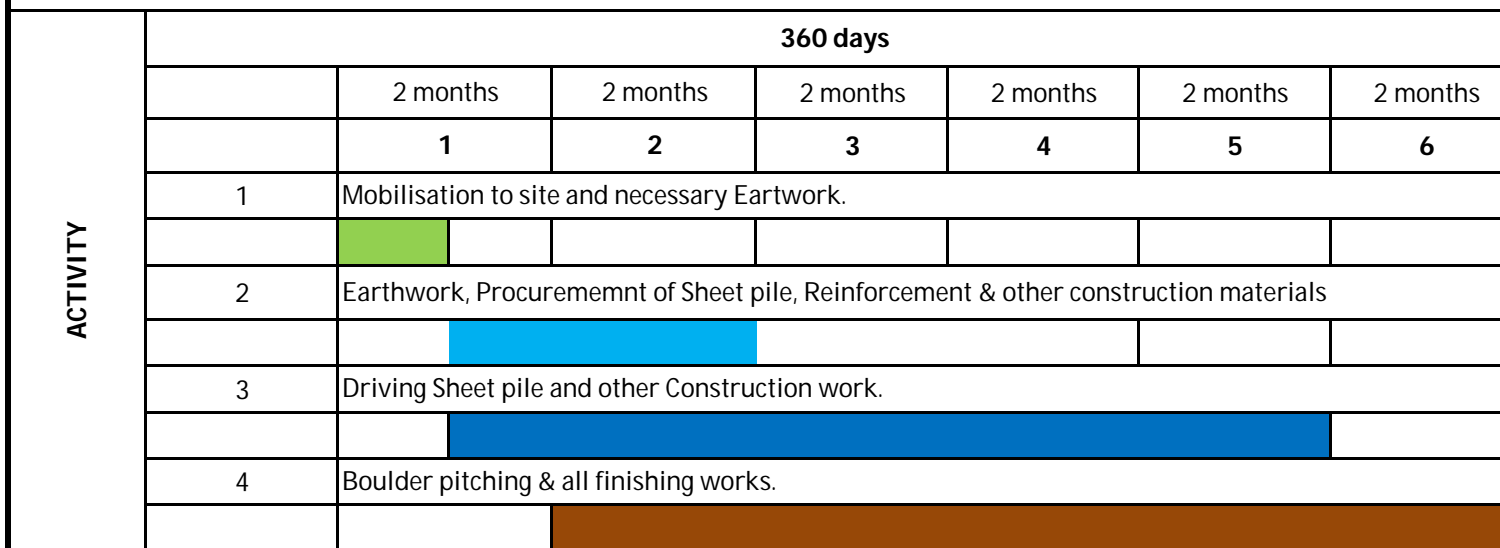 360 days
2 months 2 months 2 months 2 months 2 months 2 months
1 2 3 4 5 6
ACTIVITY
1 Mobilisation to site and necessary Eartwork.
2 Earthwork, Procurememnt of Sheet pile, Reinforcement & other construction materials
3 Driving Sheet pile and other Construction work.
4 Boulder pitching & all finishing works.